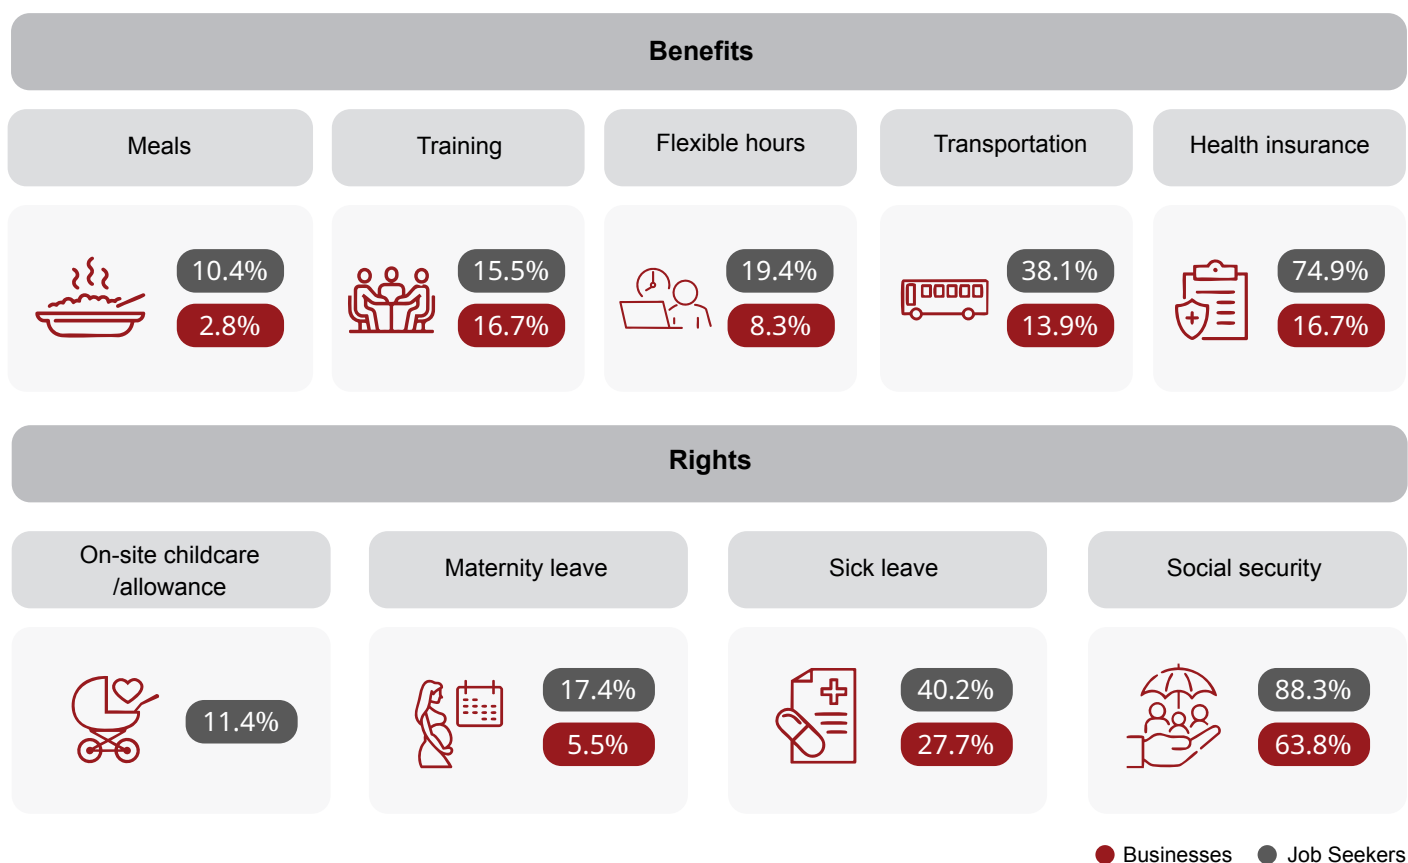 Benefits
Meals
Training
Flexible hours
Transportation
Health insurance
10.4%
2.8%
15.5%
16.7%
19.4%
8.3%
38.1%
13.9%
74.9%
16.7%
Rights
On-site childcare
/allowance
Maternity leave
Sick leave
Social security
11.4%
17.4%
5.5%
40.2%
27.7%
88.3%
63.8%
Businesses
Job Seekers